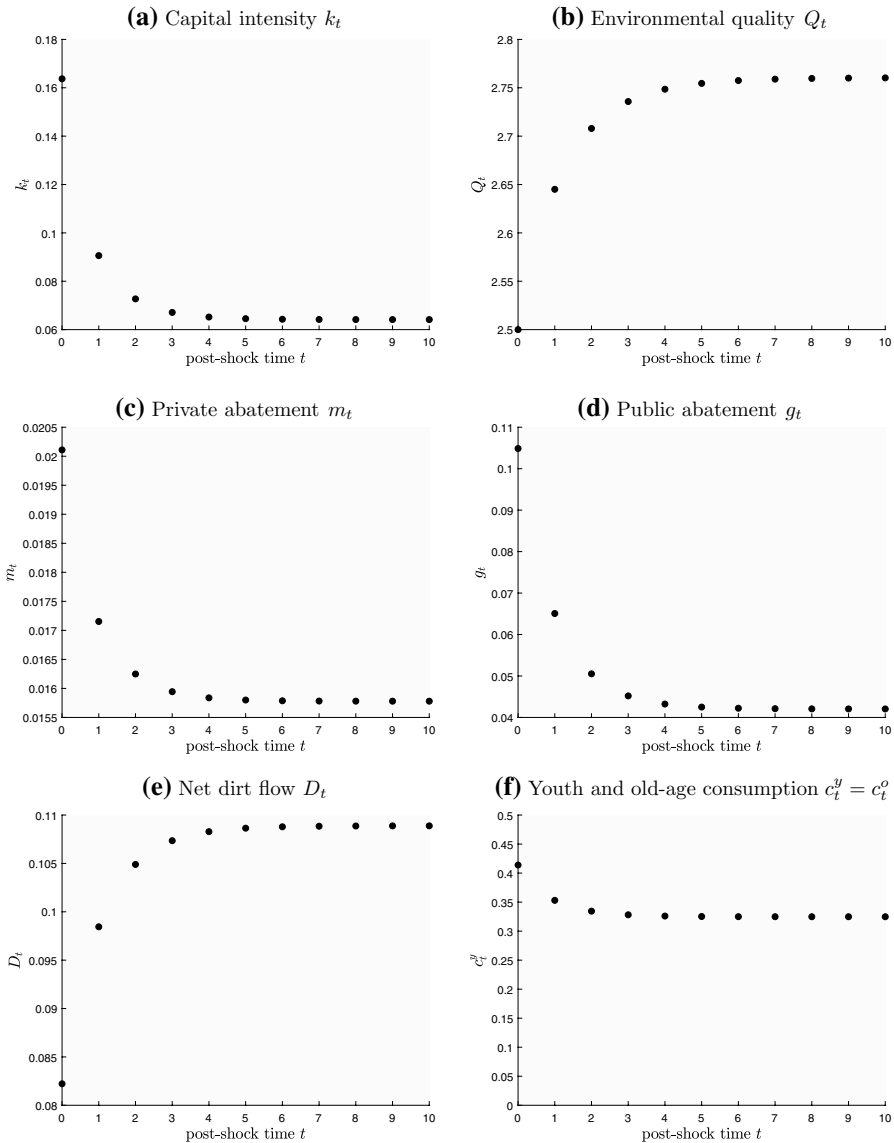 (a) Capital intensity k_t
0.18
0.16
0.14
0.12
0.1
0.08
0.06
k_t
0 1 2 3 4 5 6 7 8 9 10
post-shock time t
(b) Environmental quality Q_t
2.8
2.75
2.7
2.65
2.6
2.55
2.5
Q_t
0 1 2 3 4 5 6 7 8 9 10
post-shock time t
(c) Private abatement m_t
0.0205
0.02
0.0195
0.019
0.0185
0.018
0.0175
0.017
0.0165
0.016
0.0155
m_t
0 1 2 3 4 5 6 7 8 9 10
post-shock time t
(d) Public abatement g_t
0.11
0.1
0.09
0.08
0.07
0.06
0.05
0.04
g_t
0 1 2 3 4 5 6 7 8 9 10
post-shock time t
(e) Net dirt flow D_t
0.11
0.105
0.1
0.095
0.09
0.085
0.08
D_t
0 1 2 3 4 5 6 7 8 9 10
post-shock time t
(f) Youth and old-age consumption c_t^y = c_t^o
0.5
0.45
0.4
0.35
0.3
0.25
0.2
0.15
0.1
0.05
0
c_t^y
0 1 2 3 4 5 6 7 8 9 10
post-shock time t